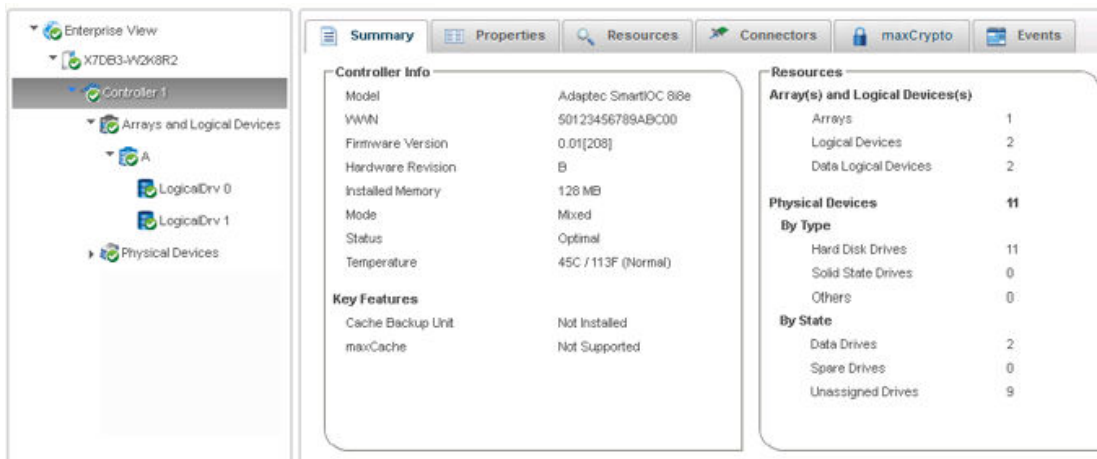 Enterprise View
X7DB3-W2K8R2
Controller 1
Arrays and Logical Devices
A
LogicalDrv 0
LogicalDrv 1
Physical Devices
Summary
Properties
Resources
Connectors
maxCrypto
Events
Controller Info
Model Adaptec SmartIOC 8i8e
WWN 50123456789ABC00
Firmware Version 0.01[208]
Hardware Revision B
Installed Memory 128 MB
Mode Mixed
Status Optimal
Temperature 45C / 113F (Normal)
Key Features
Cache Backup Unit Not Installed
maxCache Not Supported
Resources
Array(s) and Logical Devices(s)
Arrays 1
Logical Devices 2
Data Logical Devices 2
Physical Devices 11
By Type
Hard Disk Drives 11
Solid State Drives 0
Others 0
By State
Data Drives 2
Spare Drives 0
Unassigned Drives 9